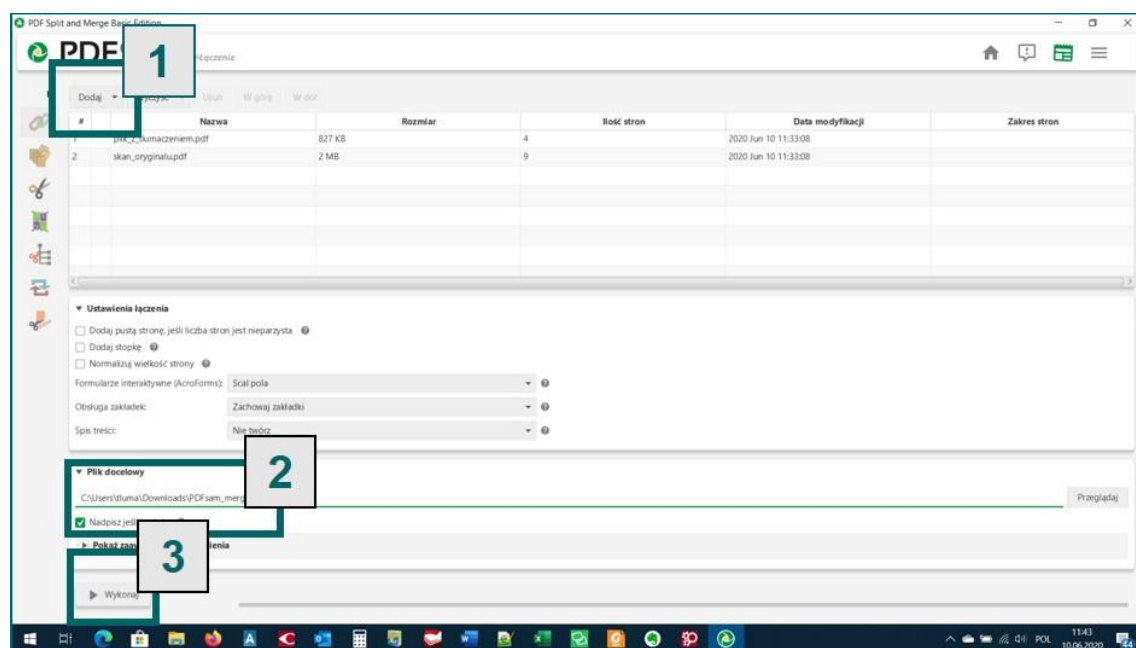 PDF Split and Merge Basic Edition
PDFS
/Łączenie
1
Dodaj
Usuń
W górę
W dół
# Nazwa Rozmiar Ilość stron Data modyfikacji Zakres stron
1 plik_z_tlumaczeniem.pdf 827 KB 4 2020 Jun 10 11:33:08
2 skan_oryginalu.pdf 2 MB 9 2020 Jun 10 11:33:08
Ustawienia łączenia
Dodaj pustą stronę, jeśli liczba stron jest nieparzysta
Dodaj stopkę
Normalizuj wielkość strony
Formularze interaktywne (AcroForms): Scal pola
Obsługa zakładek: Zachowaj zakładki
Spis treści: Nie twórz
2
Plik docelowy
C:\Users\tluma\Downloads\PDFsam_merg
Przeglądaj
Nadpisz jeśli
Pokaż
3
Wykonaj
POL
11:43
10.06.2020
44